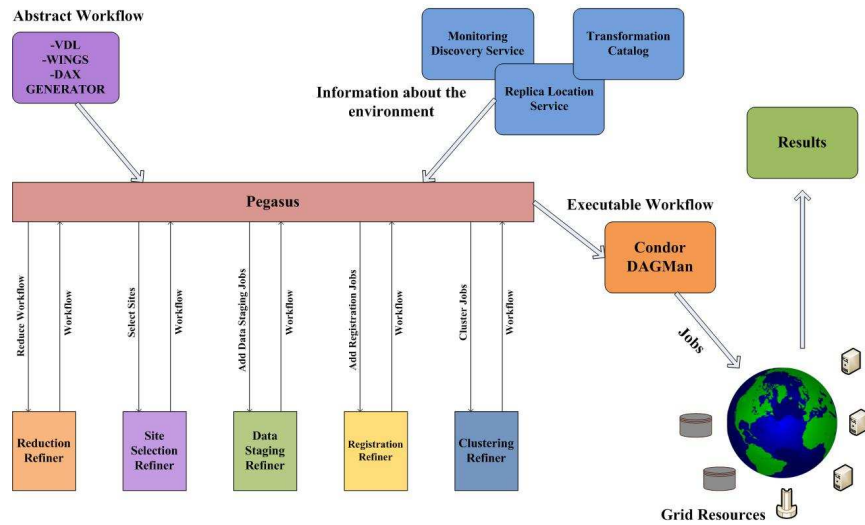 Abstract Workflow
-VDL
-WINGS
-DAX
GENERATOR
Monitoring
Discovery Service
Transformation
Catalog
Replica Location
Service
Information about the
environment
Results
Pegasus
Executable Workflow
Condor
DAGMan
Jobs
Reduce Workflow
Workflow
Select Sites
Workflow
Add Data Staging Jobs
Workflow
Add Registration Jobs
Workflow
Cluster Jobs
Workflow
Reduction
Refiner
Site
Selection
Refiner
Data
Staging
Refiner
Registration
Refiner
Clustering
Refiner
Grid Resources